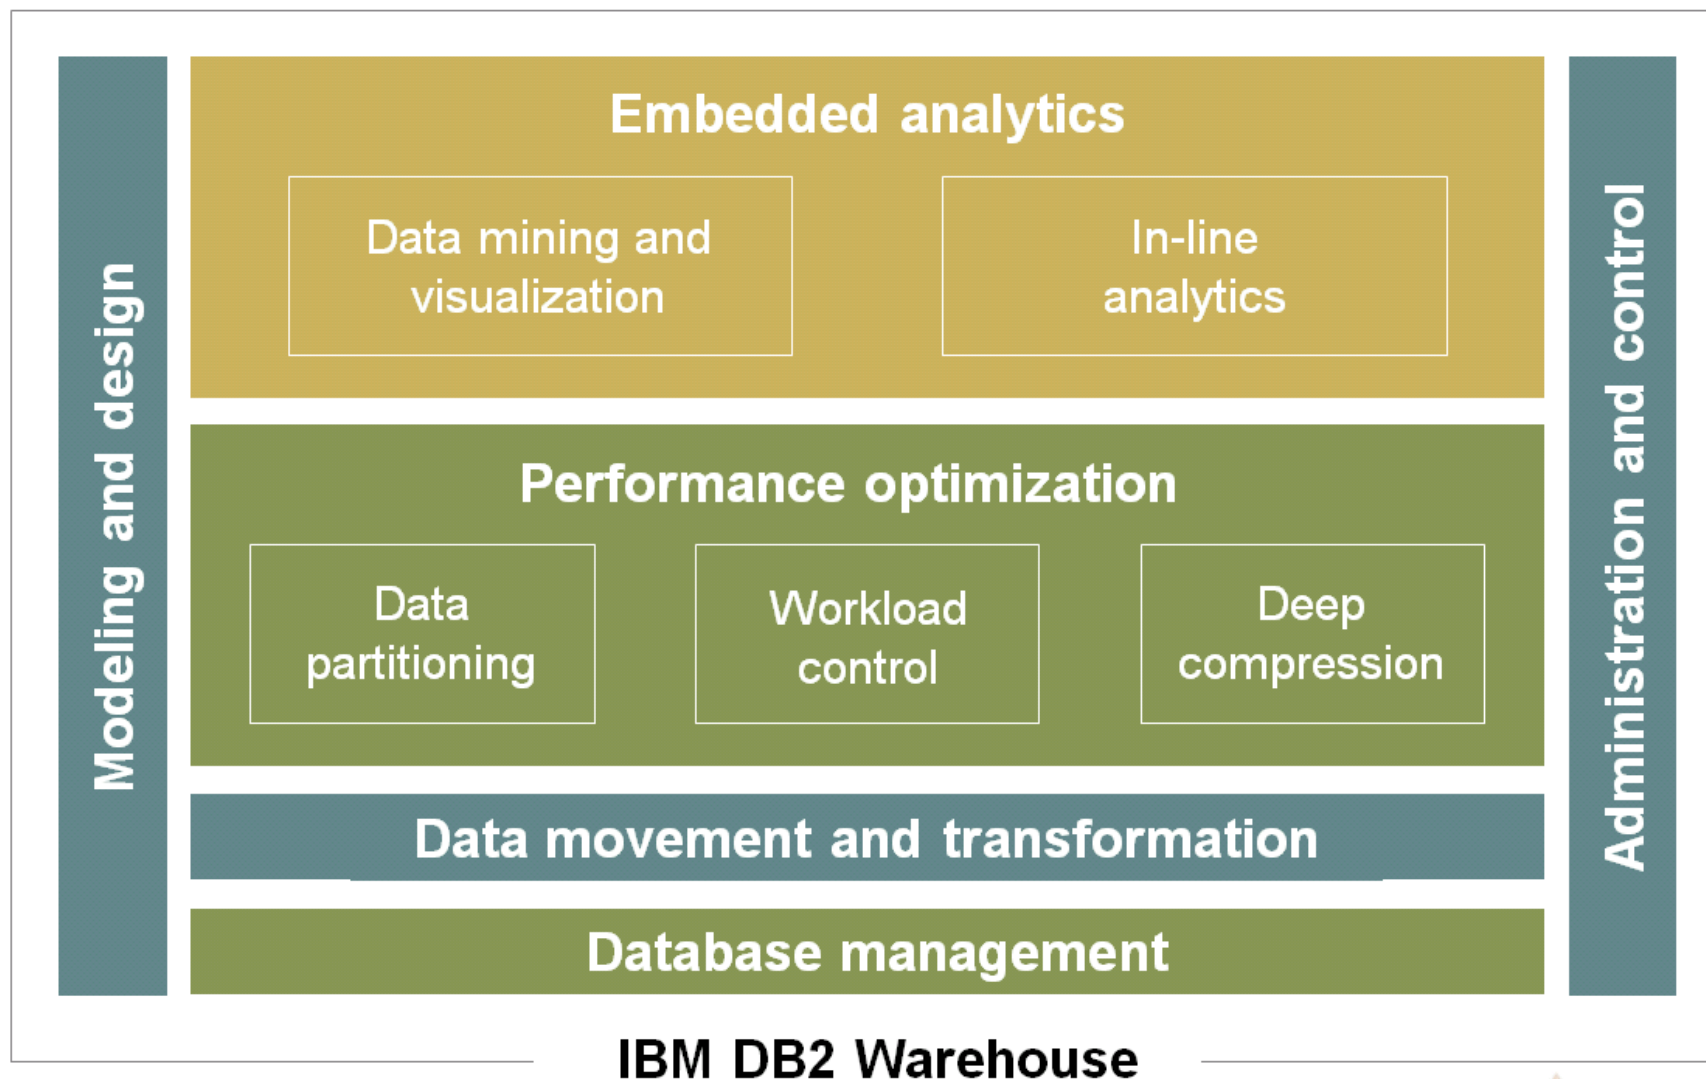 Modeling and design
Embedded analytics
Data mining and
visualization
In-line
analytics
Performance optimization
Data
partitioning
Workload
control
Deep
compression
Data movement and transformation
Database management
Administration and control
IBM DB2 Warehouse